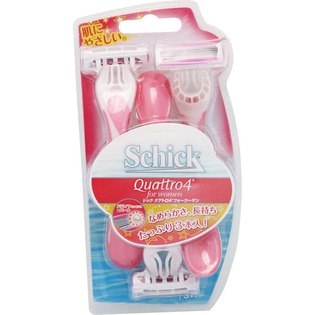 肌に
やさしい。
Schick
Quattro4®
for women
シック クアトロ4 フォーウーマン
なめらかさ、長持ち
たっぷり3本入!